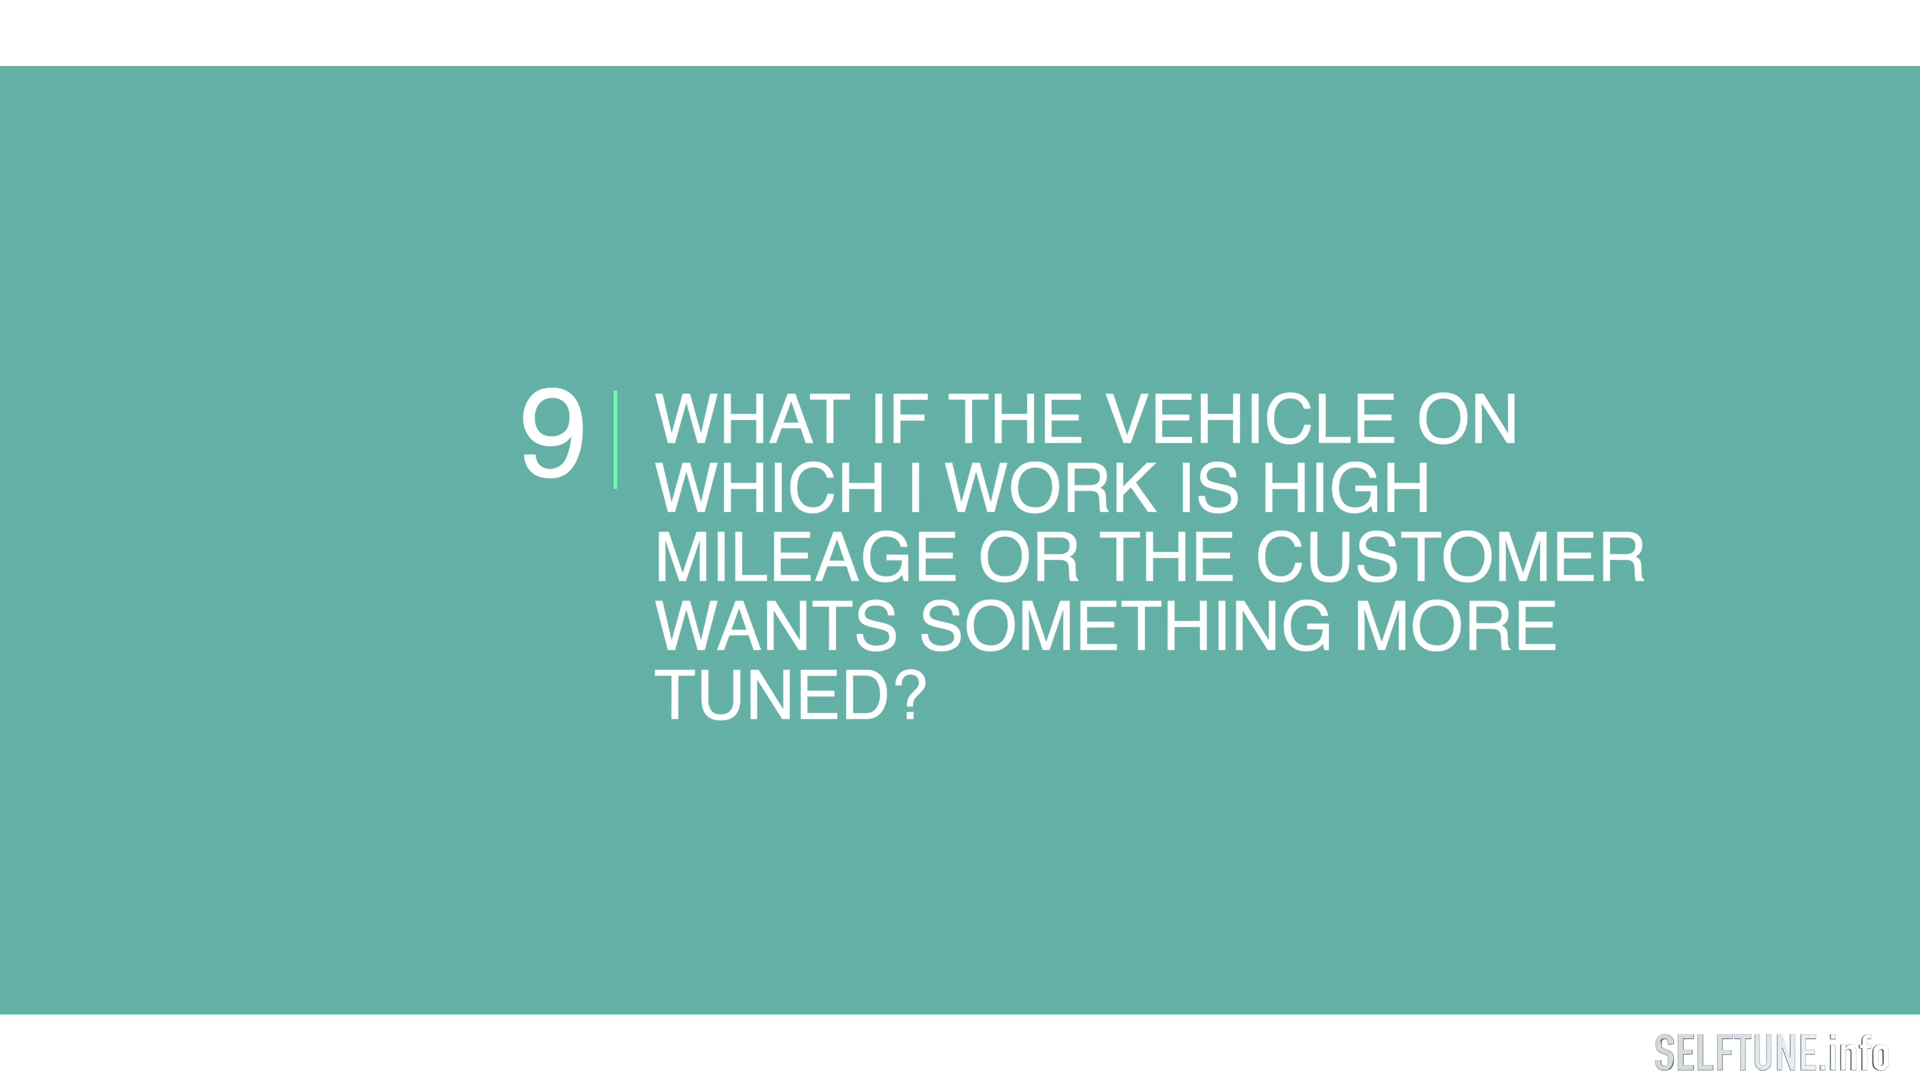 9
WHAT IF THE VEHICLE ON
WHICH I WORK IS HIGH
MILEAGE OR THE CUSTOMER
WANTS SOMETHING MORE
TUNED?
SELFTUNE.info